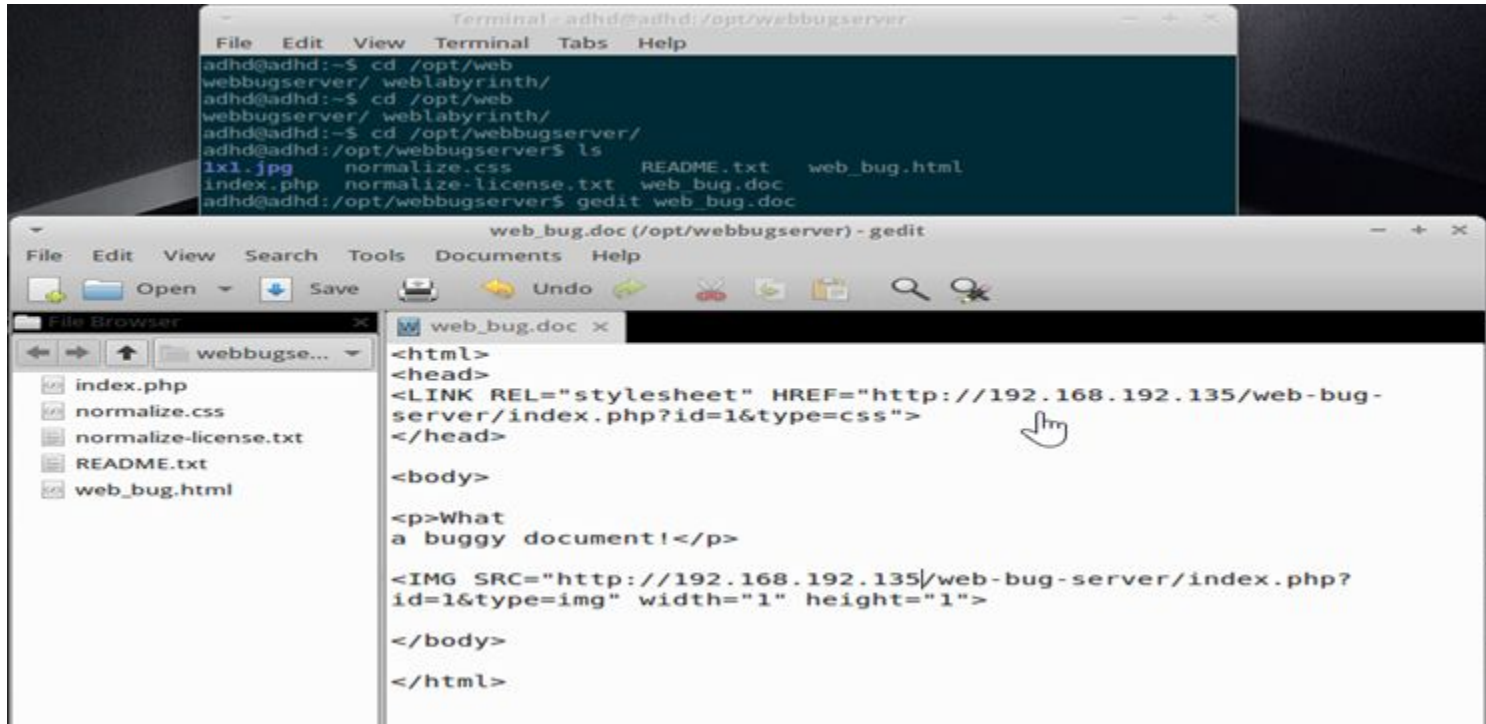 Terminal - adhd@adhd: /opt/webbugserver
File Edit View Terminal Tabs Help
adhd@adhd:~$ cd /opt/web
webbugserver/ weblabyrinth/
adhd@adhd:~$ cd /opt/web
webbugserver/ weblabyrinth/
adhd@adhd:~$ cd /opt/webbugserver/
adhd@adhd:/opt/webbugserver$ ls
1x1.jpg normalize.css README.txt web_bug.html
index.php normalize-license.txt web_bug.doc
adhd@adhd:/opt/webbugserver$ gedit web_bug.doc
web_bug.doc (/opt/webbugserver) - gedit
File Edit View Search Tools Documents Help
Open Save Undo
File Browser
webbugse...
index.php
normalize.css
normalize-license.txt
README.txt
web_bug.html
web_bug.doc
<html>
<head>
<LINK REL="stylesheet" HREF="http://192.168.192.135/web-bug-
server/index.php?id=1&type=css">
</head>
<body>
<p>What
a buggy document!</p>
<IMG SRC="http://192.168.192.135/web-bug-server/index.php?
id=1&type=img" width="1" height="1">
</body>
</html>